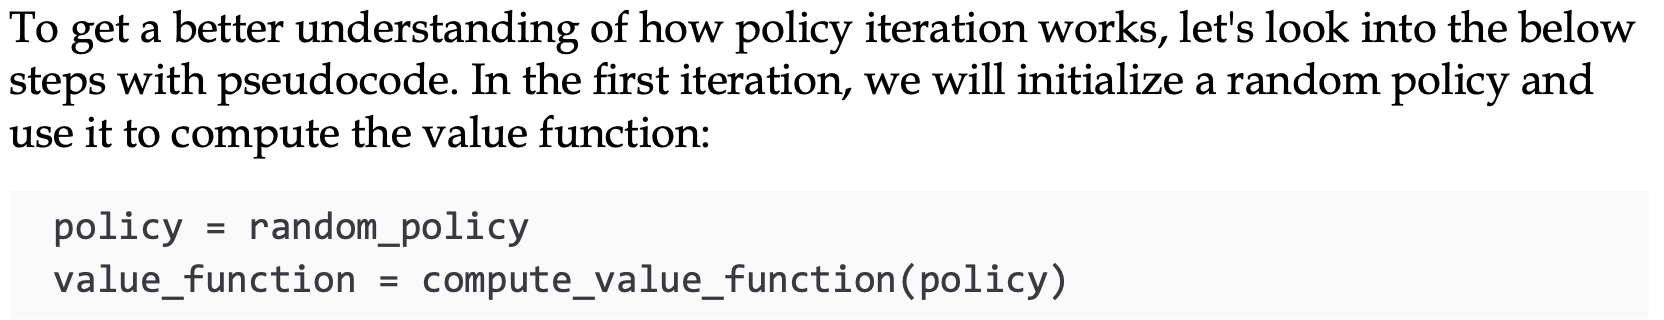 To get a better understanding of how policy iteration works, let's look into the below
steps with pseudocode. In the first iteration, we will initialize a random policy and
use it to compute the value function:
policy = random_policy
value_function = compute_value_function(policy)